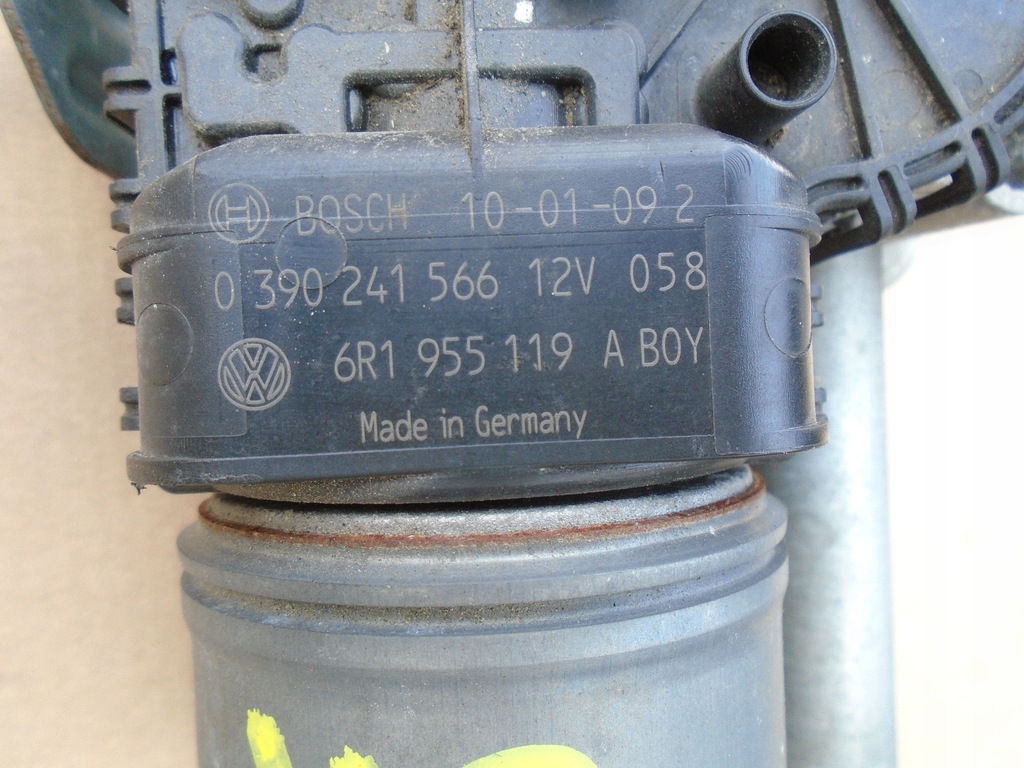 BOSCH 10-01-09 2
0 390 241 566 12V 058
6R1 955 119 A BOY
Made in Germany